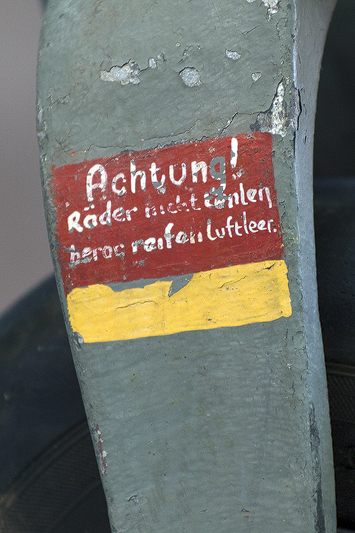 Achtung!
Räder nicht
reifen luftleer.